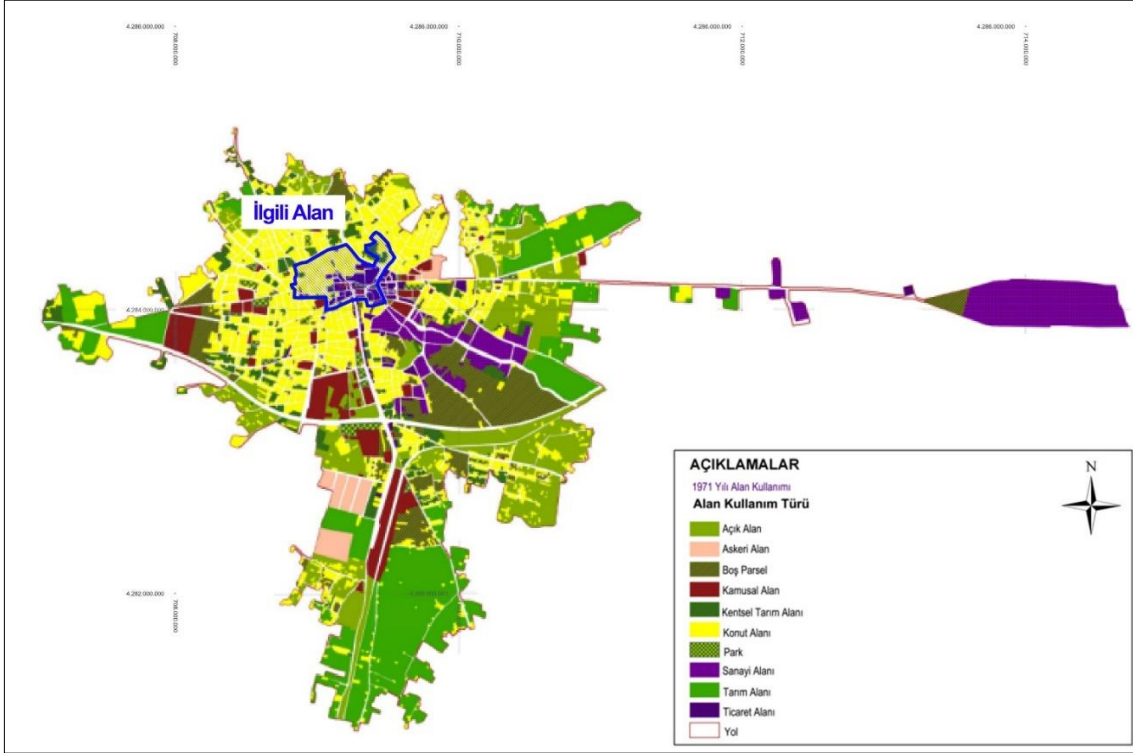 4.286.000.000
4.286.000.000
4.286.000.000
4.286.000.000
708.000.000
710.000.000
712.000.000
714.000.000
İlgili Alan
4.284.000.000
4.282.000.000
708.000.000
AÇIKLAMALAR
1971 Yılı Alan Kullanımı
Alan Kullanım Türü
N
Açık Alan
Askeri Alan
Boş Parsel
Kamusal Alan
Kentsel Tarım Alanı
Konut Alanı
Park
Sanayi Alanı
Tarım Alanı
Ticaret Alanı
Yol